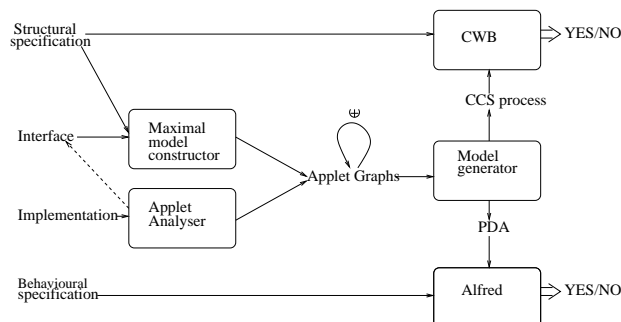 Structural
specification
CWB
YES/NO
CCS process
Interface
Maximal
model
constructor
⊎
Applet Graphs
Model
generator
Implementation
Applet
Analyser
PDA
Behavioural
specification
Alfred
YES/NO